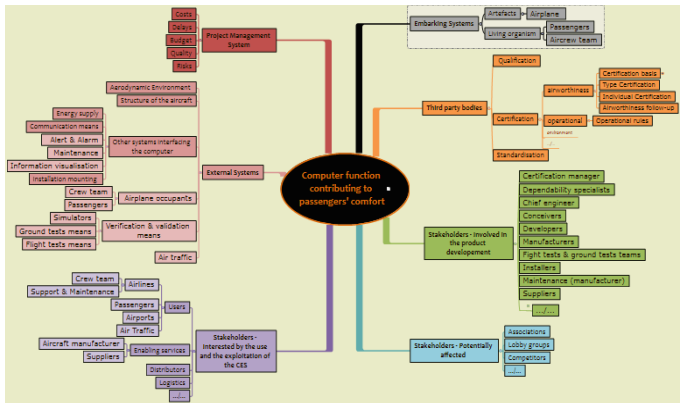 Costs
Delays
Budget
Quality
Risks
Project Management
System
Aerodynamic Environment
Structure of the aircraft
Energy supply
Communication means
Alert & Alarm
Maintenance
Information visualisation
Installation mounting
Other systems interfacing
the computer
Crew team
Passengers
Airplane occupants
Simulators
Ground tests means
Flight tests means
Verification & validation
means
Air traffic
External Systems
Crew team
Support & Maintenance
Airlines
Passengers
Airports
Air Traffic
Users
Aircraft manufacturer
Suppliers
Enabling services
Distributors
Logistics
.../...
Stakeholders -
Interested by the use
and the exploitation of
the CES
Computer function
contributing to
passengers' comfort
Embarking Systems
Artefacts
Airplane
Living organism
Passengers
Aircrew team
Third party bodies
Qualification
Certification
airworthiness
Certification basis
Type Certification
Individual Certification
Airworthiness follow-up
operational
Operational rules
environment
.../...
Standardisation
Stakeholders - Involved in
the product
developement
Certification manager
Dependability specialists
Chief engineer
Conceivers
Developers
Manufacturers
Fight tests & ground tests teams
Installers
Maintenance (manufacturer)
Suppliers
.../...
Stakeholders - Potentially
affected
Associations
Lobby groups
Competitors
.../...